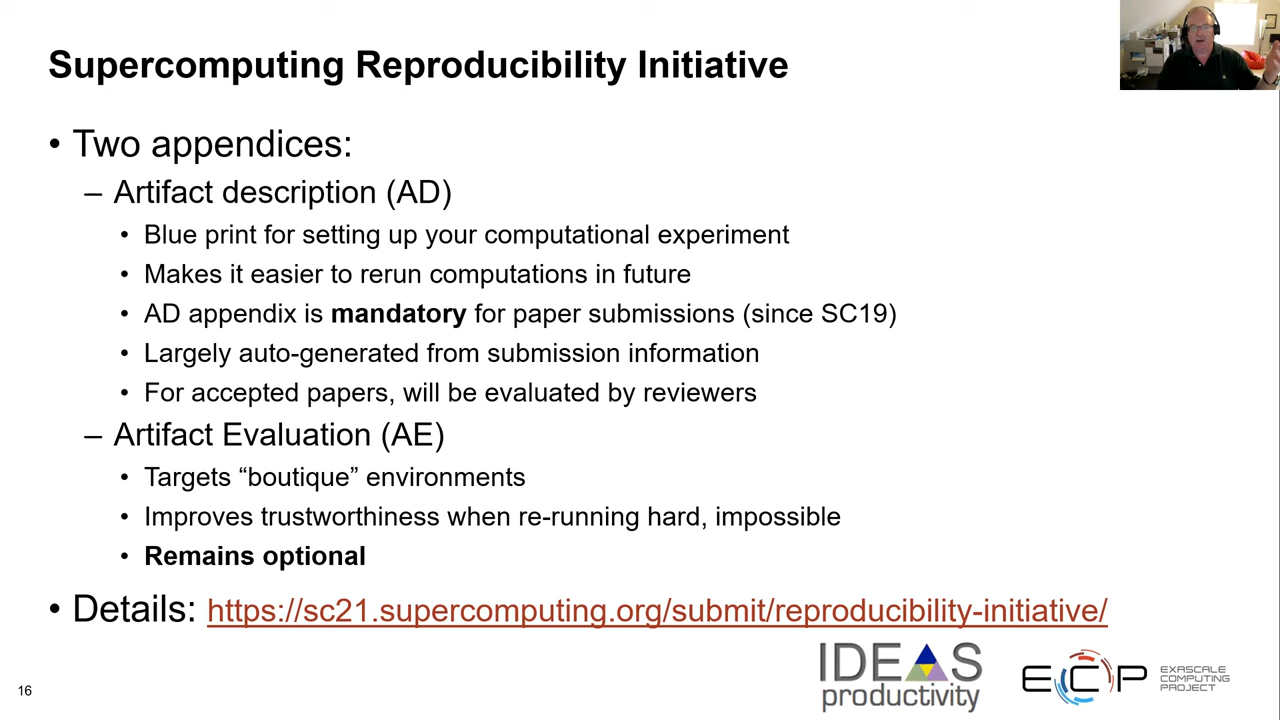 Supercomputing Reproducibility Initiative
• Two appendices:
– Artifact description (AD)
• Blue print for setting up your computational experiment
• Makes it easier to rerun computations in future
• AD appendix is mandatory for paper submissions (since SC19)
• Largely auto-generated from submission information
• For accepted papers, will be evaluated by reviewers
– Artifact Evaluation (AE)
• Targets “boutique” environments
• Improves trustworthiness when re-running hard, impossible
• Remains optional
• Details: https://sc21.supercomputing.org/submit/reproducibility-initiative/
IDEAS
productivity
ECP
EXASCALE
COMPUTING
PROJECT
16